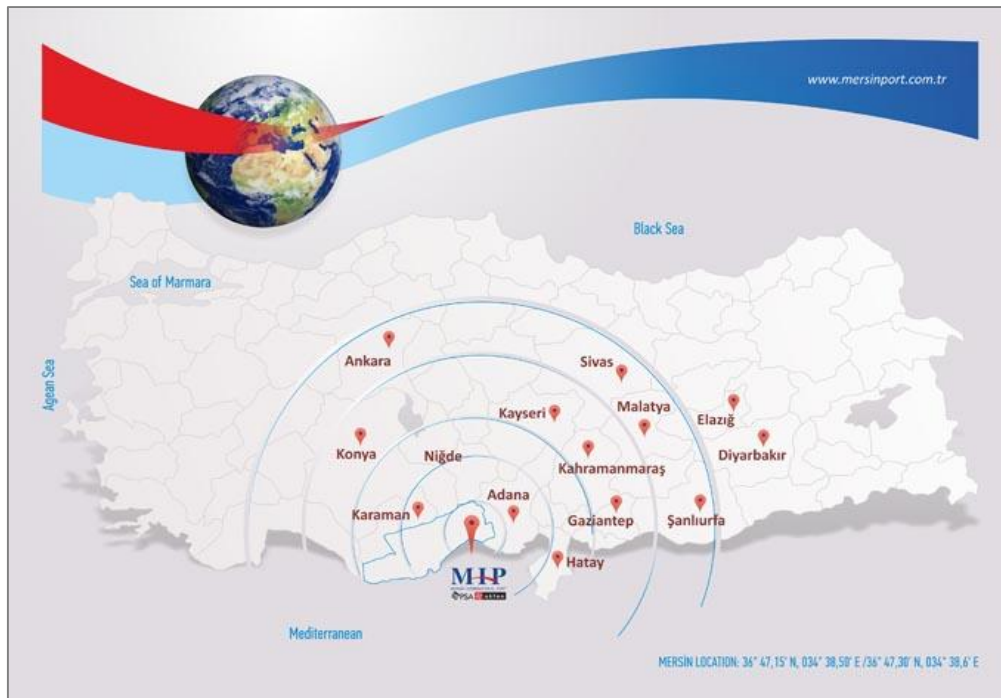 www.mersinport.com.tr
Black Sea
Sea of Marmara
Agean Sea
Ankara
Sivas
Kayseri
Malatya
Elazığ
Konya
Niğde
Kahramanmaraş
Diyarbakır
Karaman
Adana
Gaziantep
Şanlıurfa
Hatay
MIP
PSA akfen
Mediterranean
MERSİN LOCATION: 36° 47,15' N, 034° 38,50' E /36° 47,30' N, 034° 38,6' E